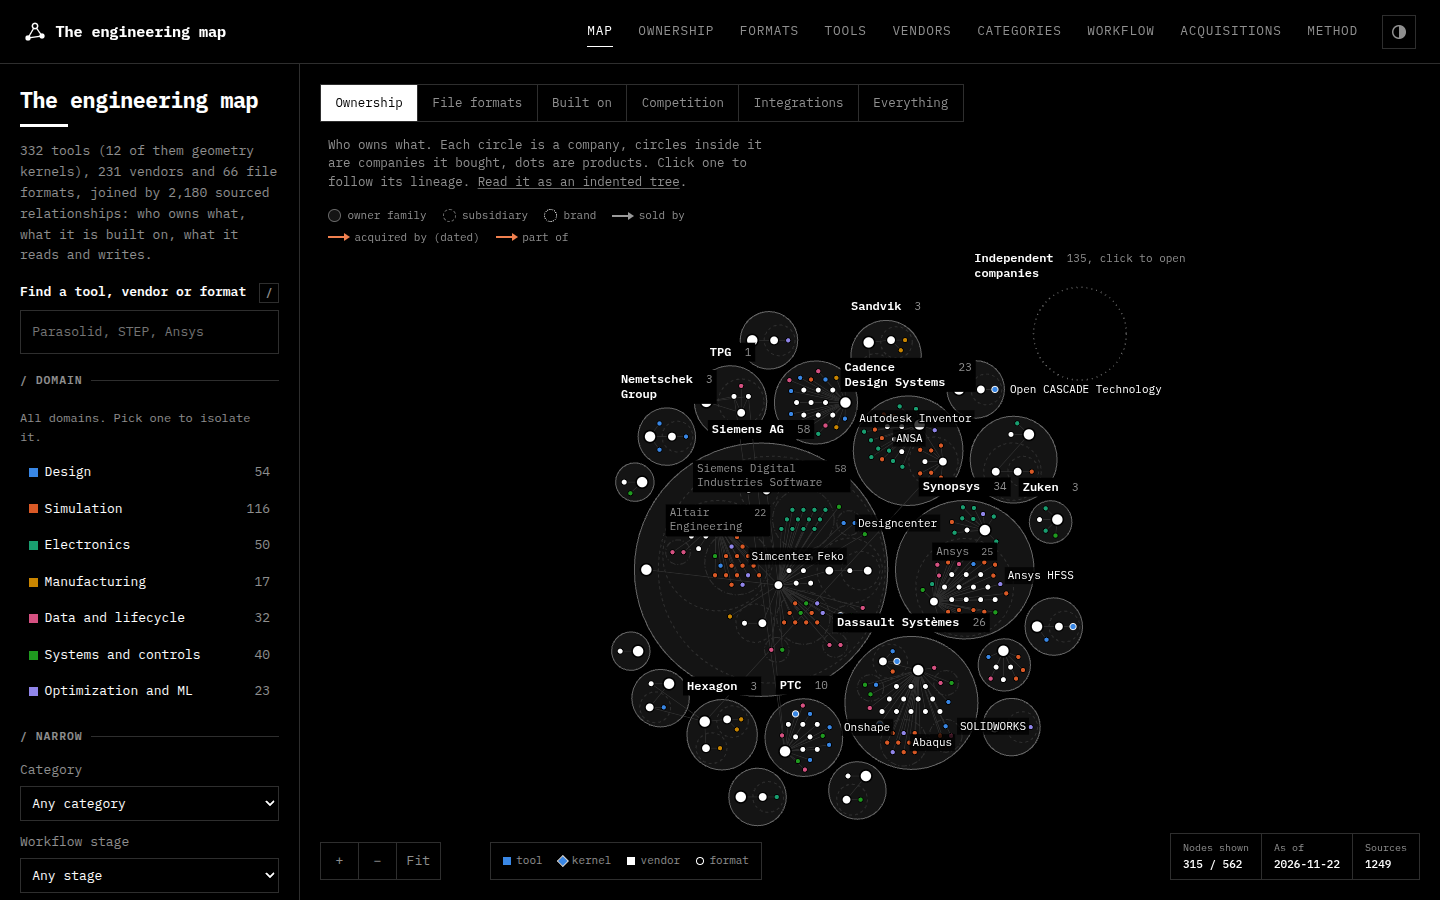 The engineering map
MAP OWNERSHIP FORMATS TOOLS VENDORS CATEGORIES WORKFLOW ACQUISITIONS METHOD
The engineering map
332 tools (12 of them geometry
kernels), 231 vendors and 66 file
formats, joined by 2,180 sourced
relationships: who owns what,
what it is built on, what it
reads and writes.
Find a tool, vendor or format /
Parasolid, STEP, Ansys
/ DOMAIN
All domains. Pick one to isolate
it.
Design 54
Simulation 116
Electronics 50
Manufacturing 17
Data and lifecycle 32
Systems and controls 40
Optimization and ML 23
/ NARROW
Category
Any category
Workflow stage
Any stage
Ownership File formats Built on Competition Integrations Everything
Who owns what. Each circle is a company, circles inside it
are companies it bought, dots are products. Click one to
follow its lineage. Read it as an indented tree.
owner family subsidiary brand sold by
acquired by (dated) part of
Independent 135, click to open
companies
Sandvik 3
TPG 1
Cadence 23
Design Systems
Nemetschek 3
Group
Open CASCADE Technology
Autodesk Inventor
Siemens AG 58
ANSA
Siemens Digital 58
Industries Software
Synopsys 34
Zuken 3
Altair 22
Engineering
Designcenter
Simcenter Feko
Ansys 25
Ansys HFSS
Dassault Systèmes 26
Hexagon 3
PTC 10
Onshape
SOLIDWORKS
Abaqus
+ − Fit
tool kernel vendor format
Nodes shown
315 / 562
As of
2026-11-22
Sources
1249